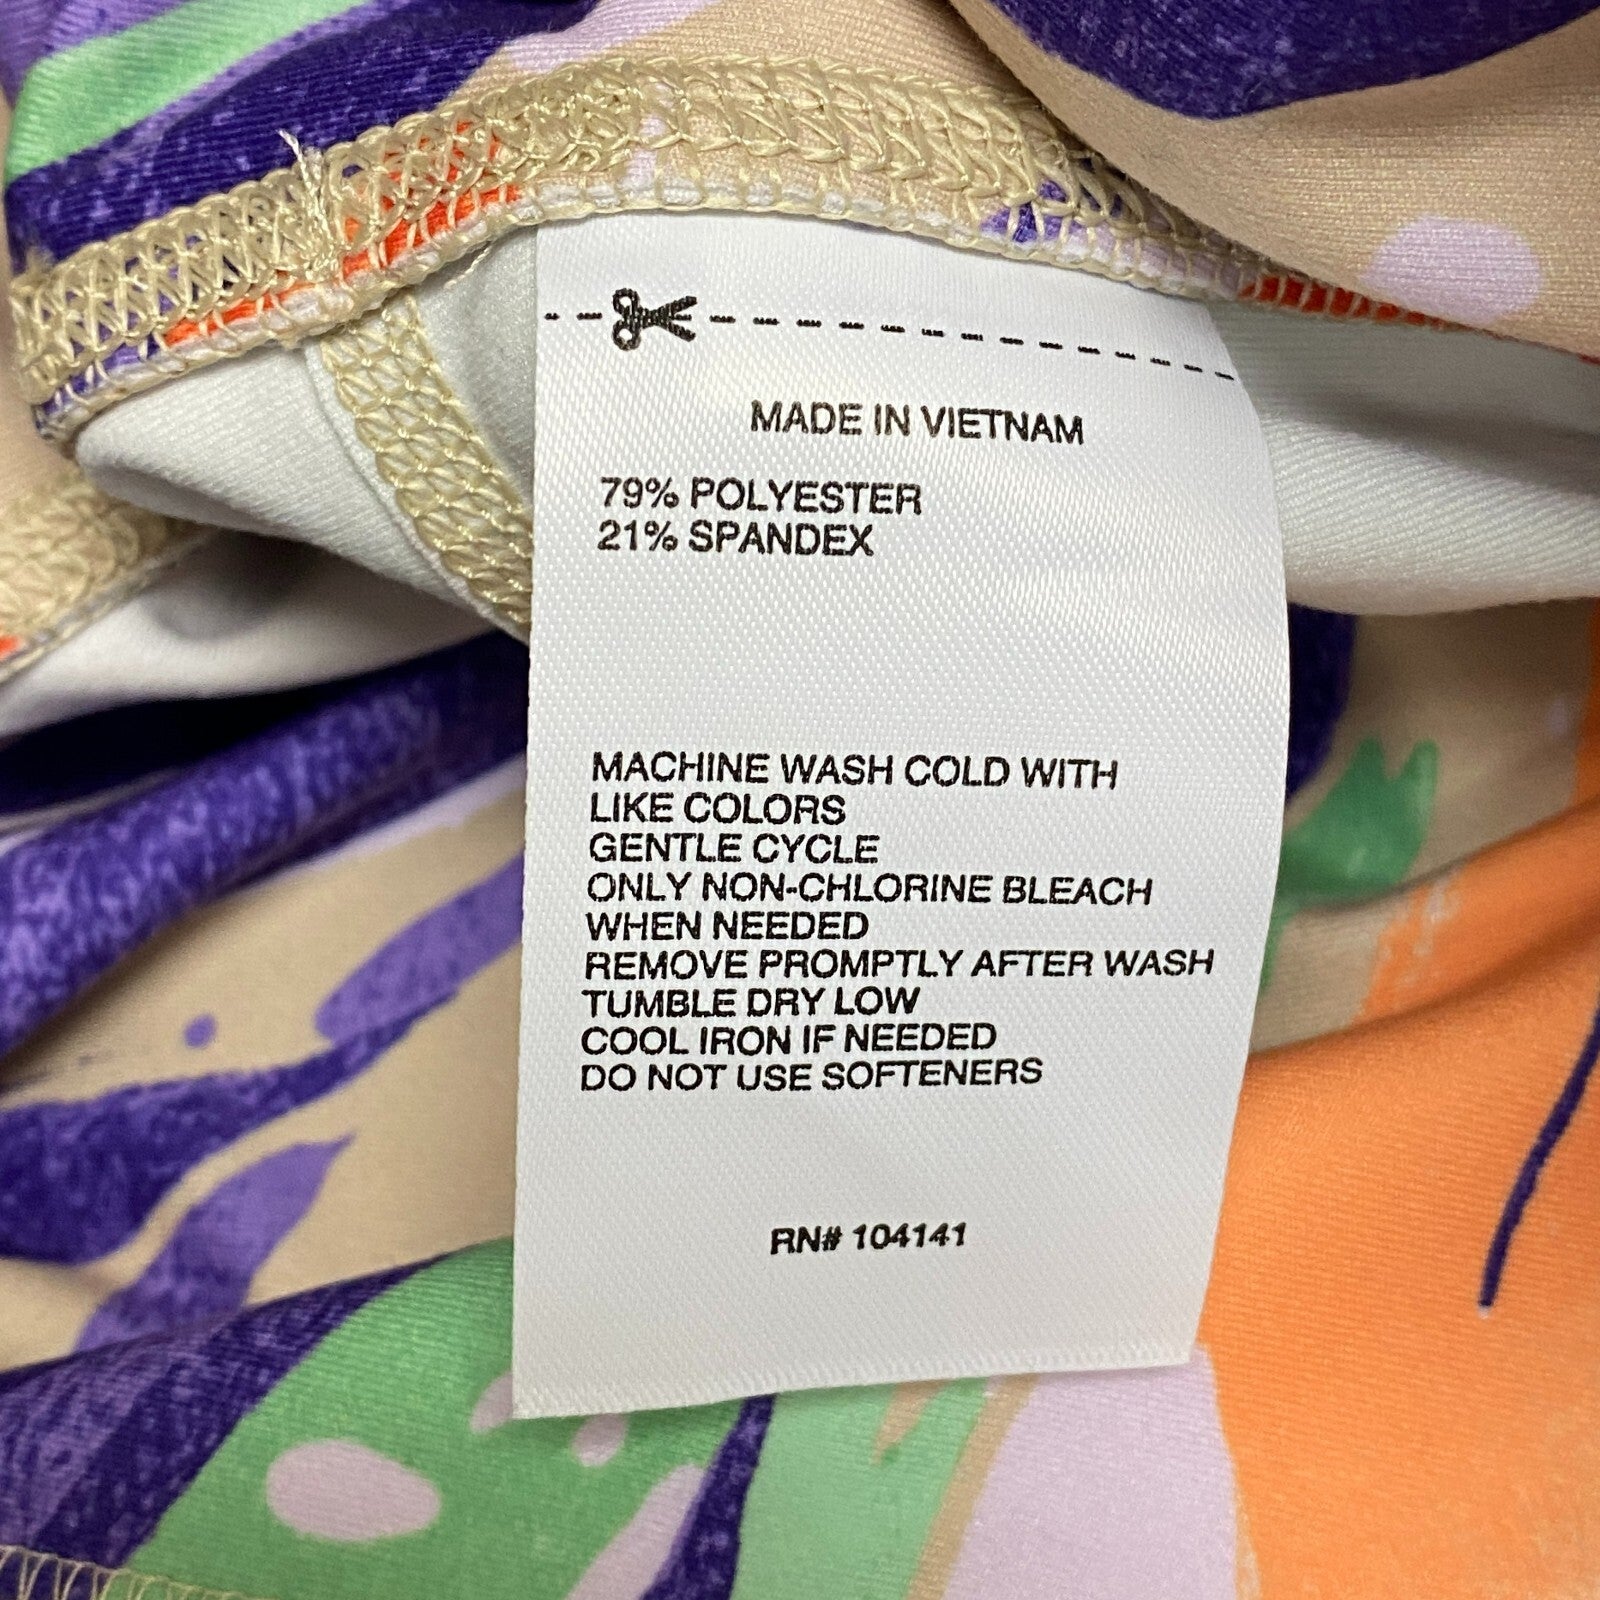 MADE IN VIETNAM
79% POLYESTER
21% SPANDEX
MACHINE WASH COLD WITH
LIKE COLORS
GENTLE CYCLE
ONLY NON-CHLORINE BLEACH
WHEN NEEDED
REMOVE PROMPTLY AFTER WASH
TUMBLE DRY LOW
COOL IRON IF NEEDED
DO NOT USE SOFTENERS
RN# 104141